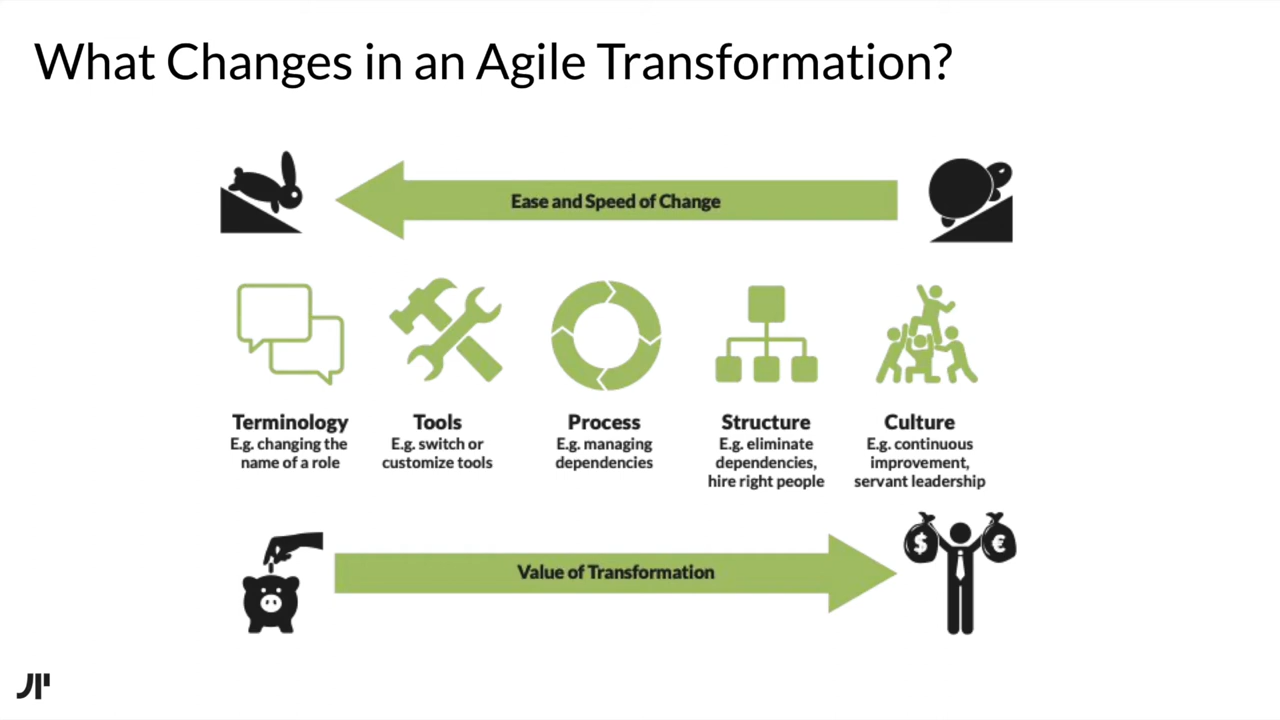 What Changes in an Agile Transformation?
Ease and Speed of Change
Terminology
E.g. changing the
name of a role
Tools
E.g. switch or
customize tools
Process
E.g. managing
dependencies
Structure
E.g. eliminate
dependencies,
hire right people
Culture
E.g. continuous
improvement,
servant leadership
$
€
Value of Transformation